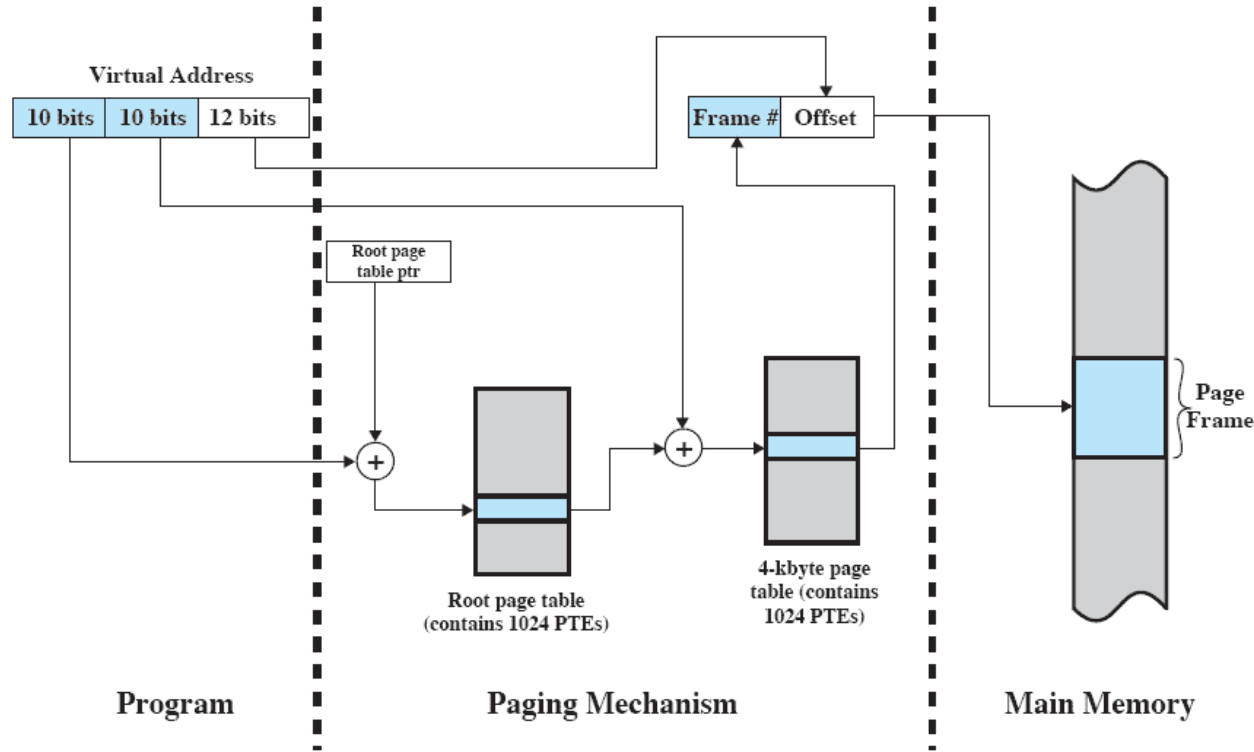 Virtual Address
10 bits
10 bits
12 bits
Frame #
Offset
Root page
table ptr
+
+
Page
Frame
Root page table
(contains 1024 PTEs)
4-kbyte page
table (contains
1024 PTEs)
Program
Paging Mechanism
Main Memory